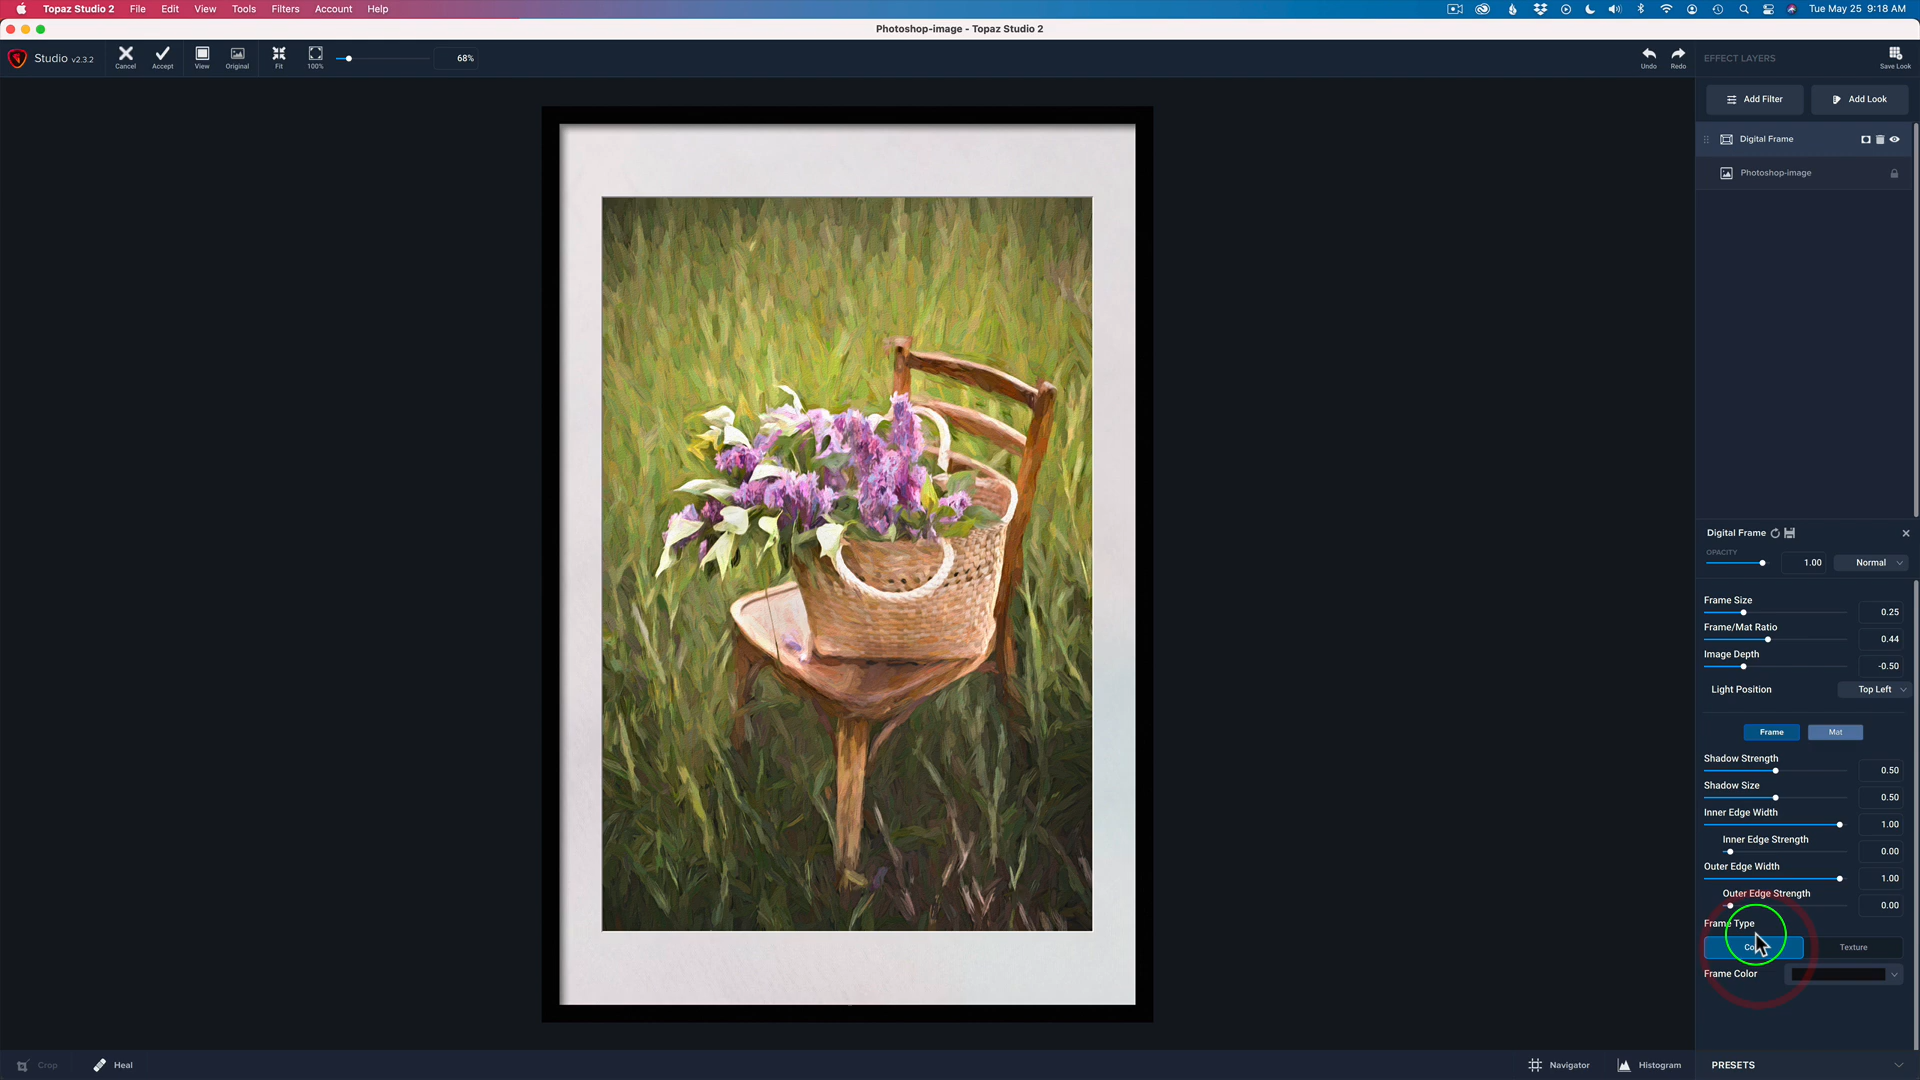 Topaz Studio 2 File Edit View Tools Filters Account Help Tue May 25 9:18 AM
Photoshop-image - Topaz Studio 2
Studio v2.3.2 Cancel Accept View Original Fit 100% 68% Undo Redo EFFECT LAYERS Save Look
Add Filter Add Look
Digital Frame
Photoshop-image
Digital Frame
OPACITY 1.00 Normal
Frame Size 0.25
Frame/Mat Ratio 0.44
Image Depth -0.50
Light Position Top Left
Frame Mat
Shadow Strength 0.50
Shadow Size 0.50
Inner Edge Width 1.00
Inner Edge Strength 0.00
Outer Edge Width 1.00
Outer Edge Strength 0.00
Frame Type
Texture
Frame Color
Crop Heal Navigator Histogram PRESETS